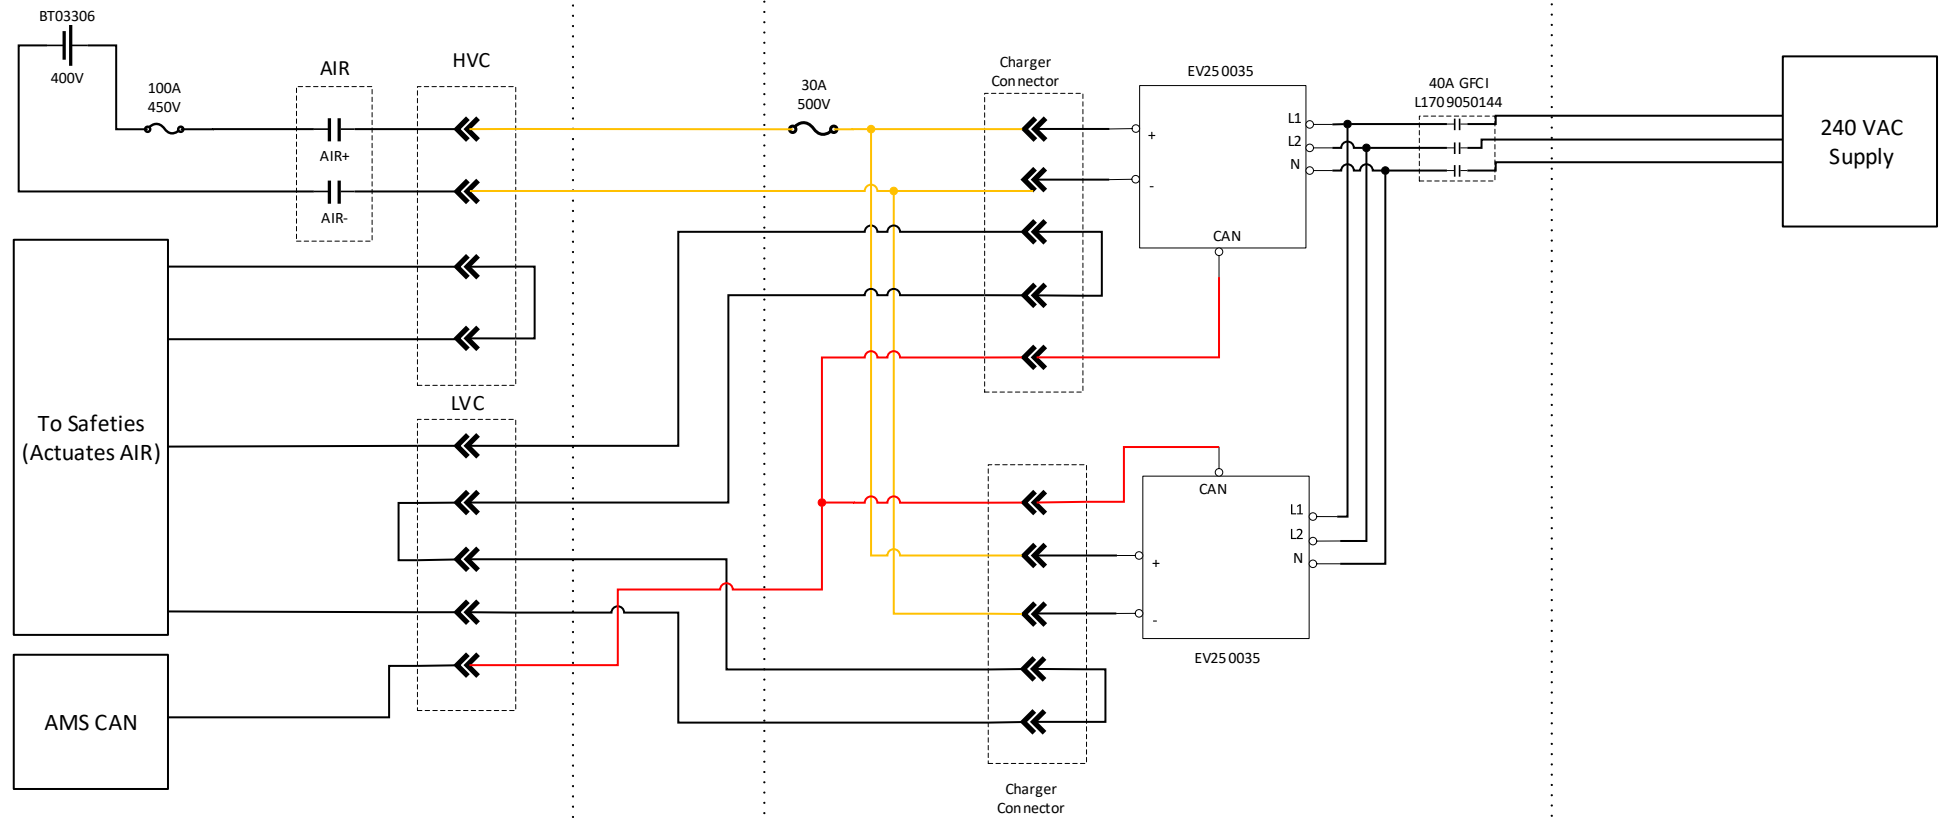 BT03306
400V
100A
450V
AIR
AIR+
AIR-
HVC
30A
500V
Charger
Connector
EV250035
+
-
L1
L2
N
CAN
40A GFCI
L1709050144
240 VAC
Supply
To Safeties
(Actuates AIR)
LVC
CAN
L1
L2
N
+
-
EV250035
AMS CAN
Charger
Connector